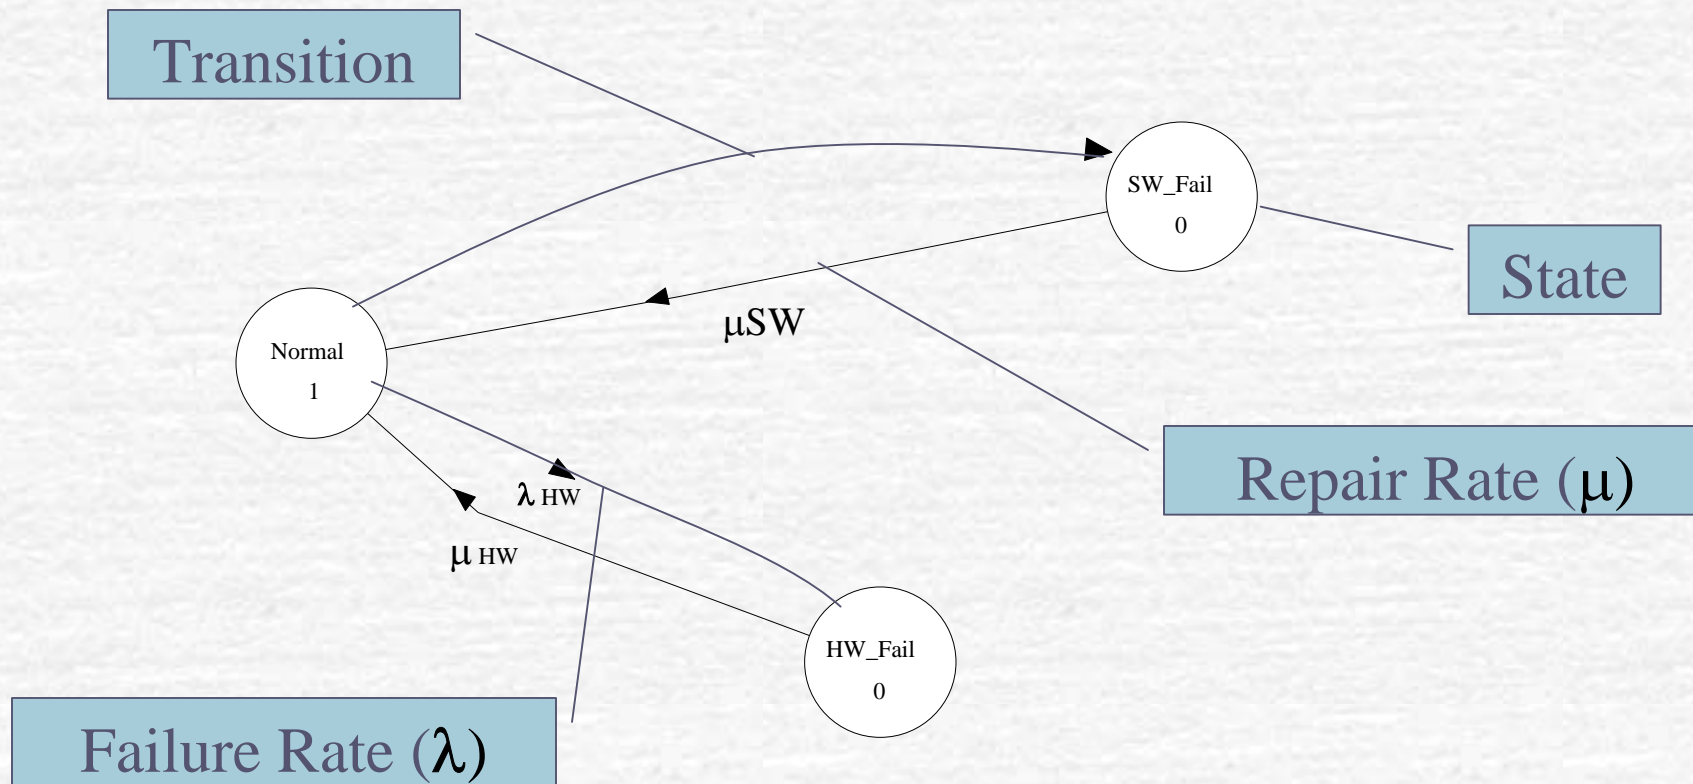 Transition
SW_Fail
0
State
μSW
Normal
1
Repair Rate (μ)
λ HW
μ HW
HW_Fail
0
Failure Rate (λ)